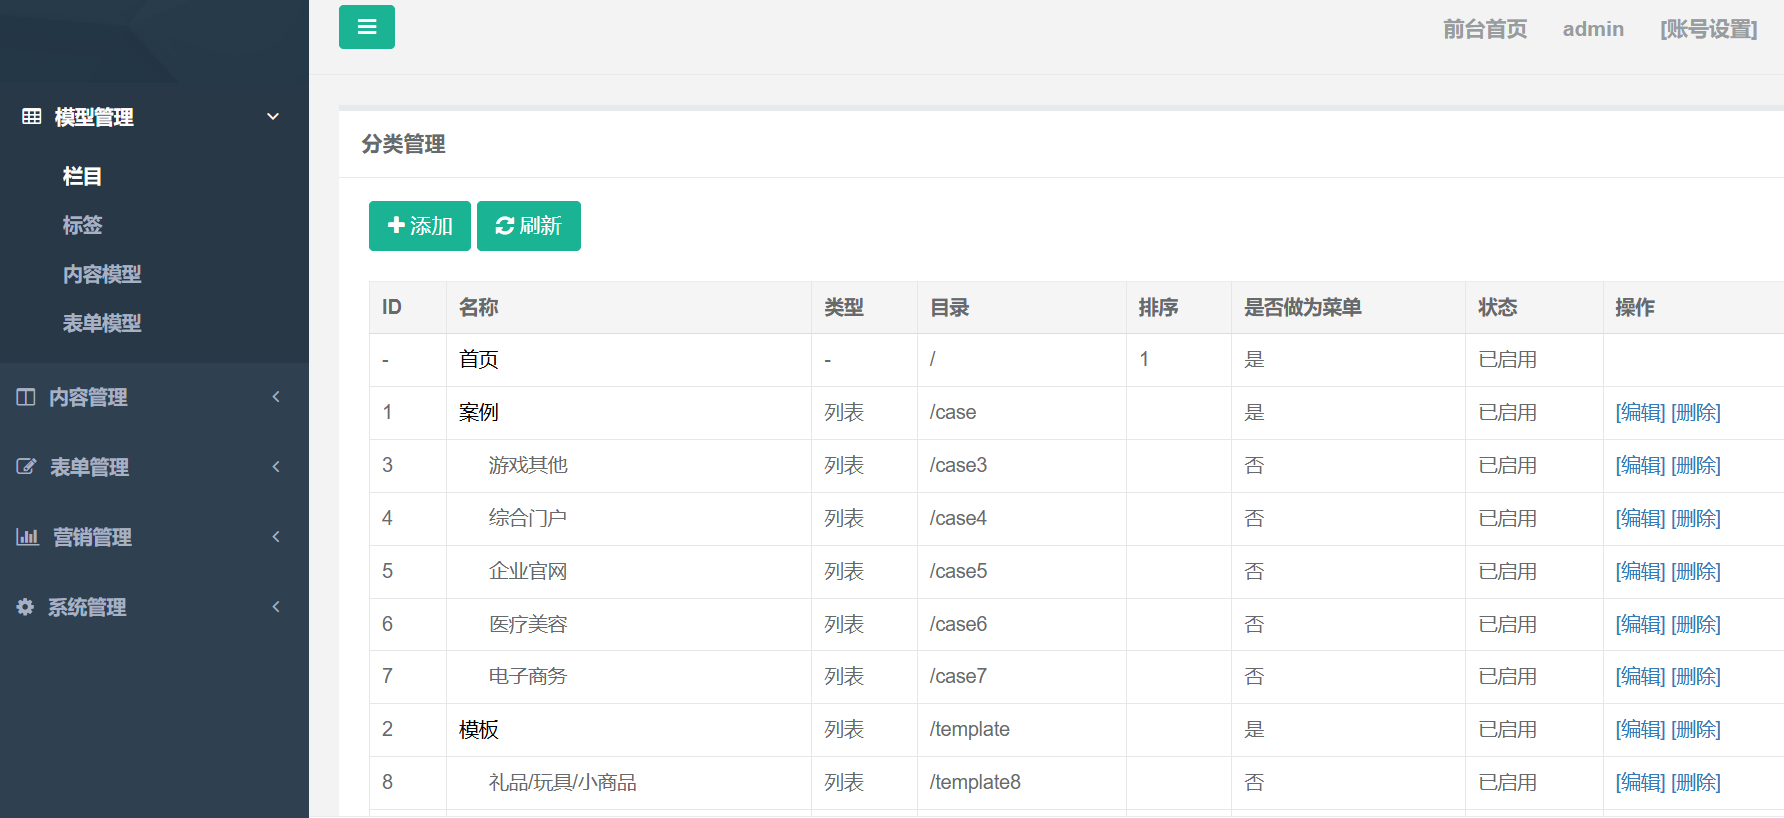 前台首页 admin [账号设置]
模型管理
栏目
标签
内容模型
表单模型
内容管理
表单管理
营销管理
系统管理
分类管理
添加 刷新
ID 名称 类型 目录 排序 是否做为菜单 状态 操作
- 首页 - / 1 是 已启用
1 案例 列表 /case 是 已启用 [编辑] [删除]
3 游戏其他 列表 /case3 否 已启用 [编辑] [删除]
4 综合门户 列表 /case4 否 已启用 [编辑] [删除]
5 企业官网 列表 /case5 否 已启用 [编辑] [删除]
6 医疗美容 列表 /case6 否 已启用 [编辑] [删除]
7 电子商务 列表 /case7 否 已启用 [编辑] [删除]
2 模板 列表 /template 是 已启用 [编辑] [删除]
8 礼品/玩具/小商品 列表 /template8 否 已启用 [编辑] [删除]